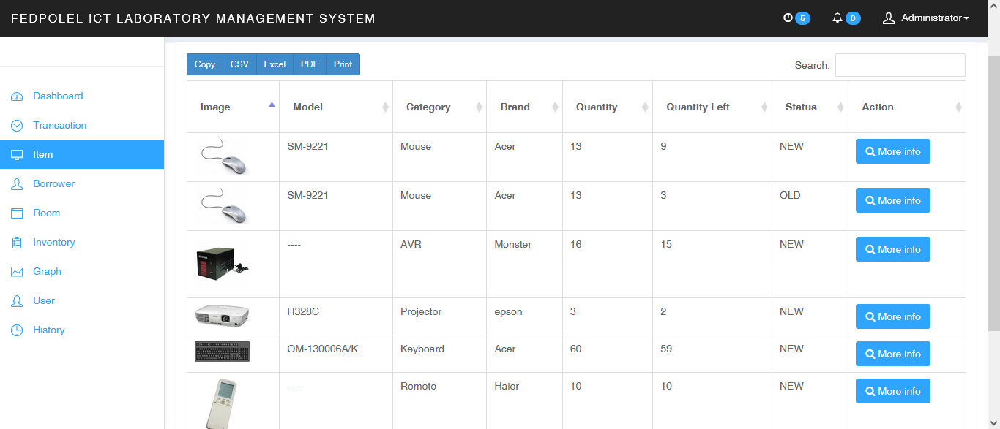 FEDPOLEL ICT LABORATORY MANAGEMENT SYSTEM
5
0
Administrator
Dashboard
Transaction
Item
Borrower
Room
Inventory
Graph
User
History
Copy CSV Excel PDF Print
Search:
Image Model Category Brand Quantity Quantity Left Status Action
SM-9221 Mouse Acer 13 9 NEW More info
SM-9221 Mouse Acer 13 3 OLD More info
---- AVR Monster 16 15 NEW More info
H328C Projector epson 3 2 NEW More info
OM-130006A/K Keyboard Acer 60 59 NEW More info
---- Remote Haier 10 10 NEW More info